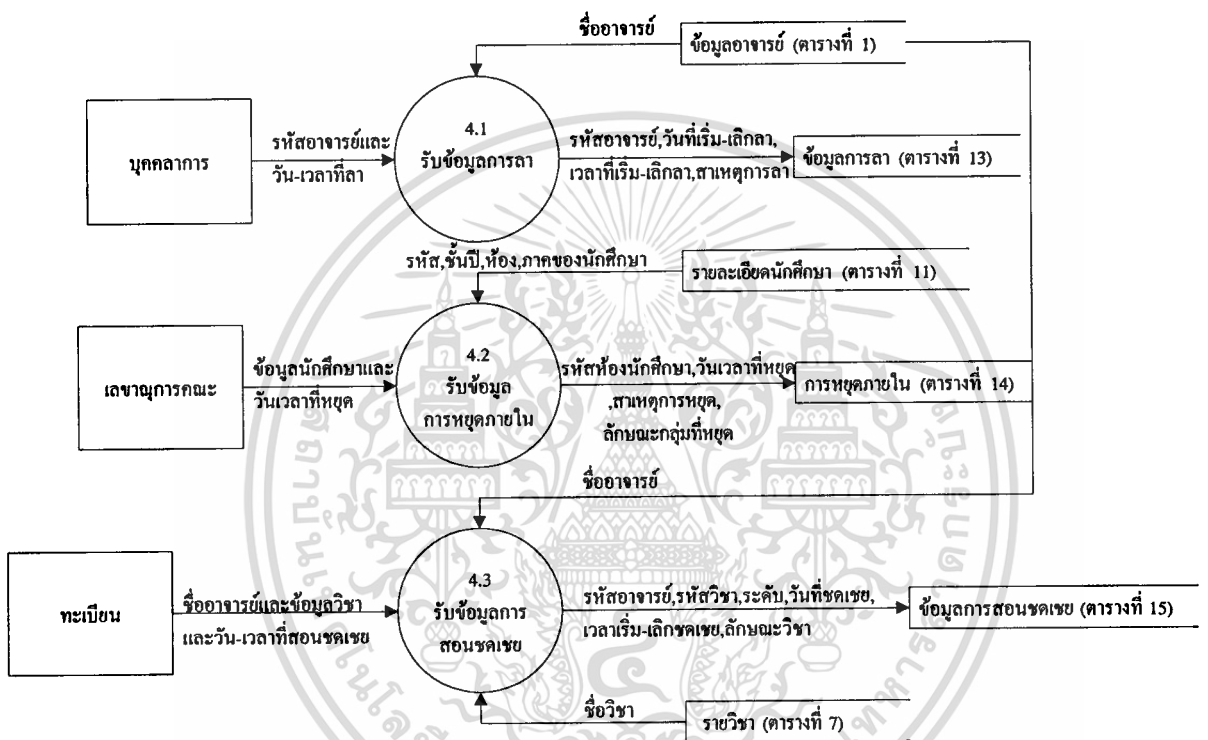 ชื่ออาจารย์
ข้อมูลอาจารย์ (ตารางที่ 1)
บุคคลาการ
รหัสอาจารย์และ
วัน-เวลาที่ลา
4.1
รับข้อมูลการลา
รหัสอาจารย์,วันที่เริ่ม-เลิกลา,
เวลาที่เริ่ม-เลิกลา,สาเหตุการลา
ข้อมูลการลา (ตารางที่ 13)
รหัส,ชั้นปี,ห้อง,ภาคของนักศึกษา
รายละเอียดนักศึกษา (ตารางที่ 11)
เลขาณุการคณะ
ข้อมูลนักศึกษาและ
วันเวลาที่หยุด
4.2
รับข้อมูล
การหยุดภายใน
รหัสห้องนักศึกษา,วันเวลาที่หยุด
,สาเหตุการหยุด,
ลักษณะกลุ่มที่หยุด
การหยุดภายใน (ตารางที่ 14)
ชื่ออาจารย์
ทะเบียน
ชื่ออาจารย์และข้อมูลวิชา
และวัน-เวลาที่สอนชดเชย
4.3
รับข้อมูลการ
สอนชดเชย
รหัสอาจารย์,รหัสวิชา,ระดับ,วันที่ชดเชย,
เวลาเริ่ม-เลิกชดเชย,ลักษณะวิชา
ข้อมูลการสอนชดเชย (ตารางที่ 15)
ชื่อวิชา
รายวิชา (ตารางที่ 7)